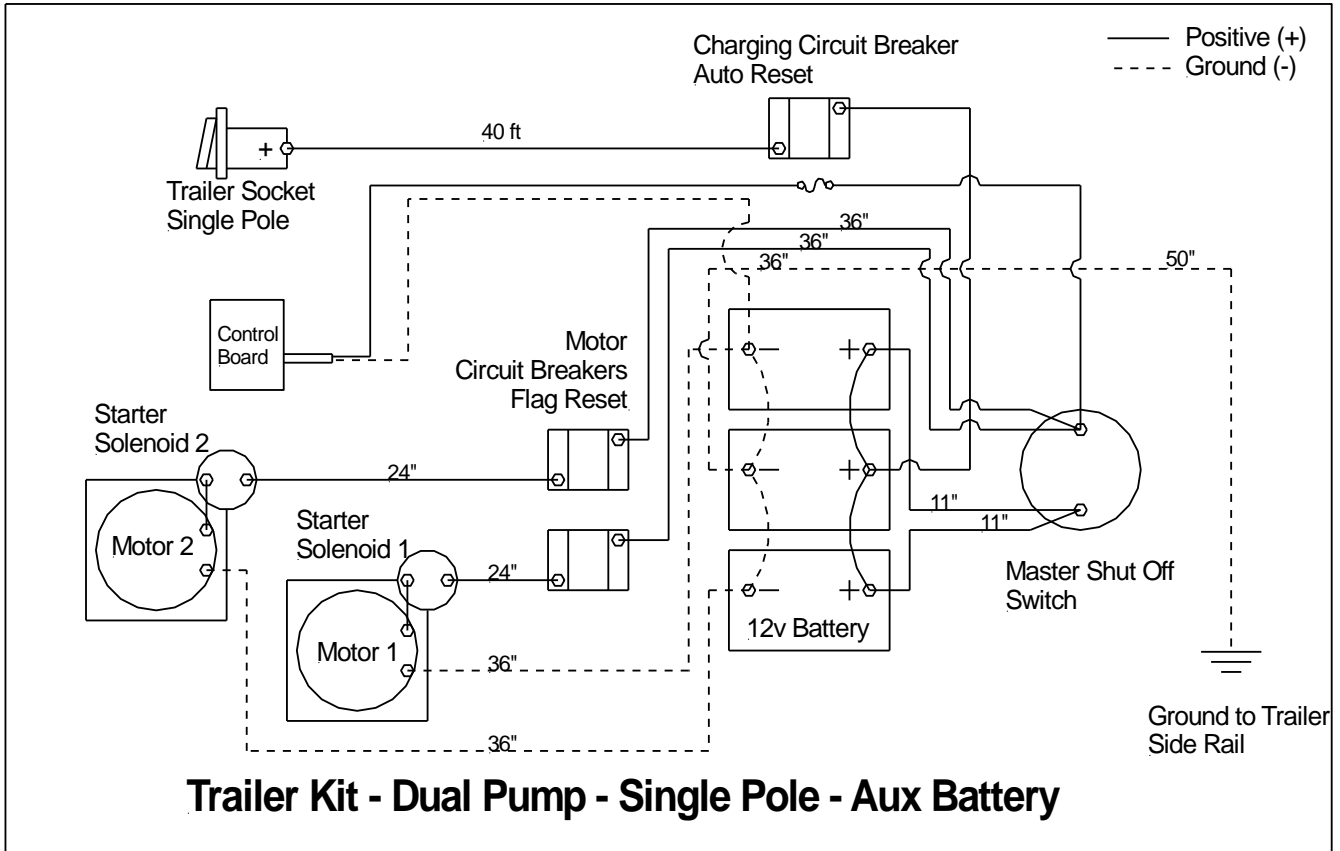 Charging Circuit Breaker
Auto Reset
Positive (+)
Ground (-)
40 ft
+
Trailer Socket
Single Pole
36"
36"
36"
50"
Control
Board
Motor
Circuit Breakers
Flag Reset
— +
Starter
Solenoid 2
24"
— +
11"
11"
Motor 2
Starter
Solenoid 1
24"
— +
12v Battery
Master Shut Off
Switch
Motor 1
36"
36"
Ground to Trailer
Side Rail
Trailer Kit - Dual Pump - Single Pole - Aux Battery